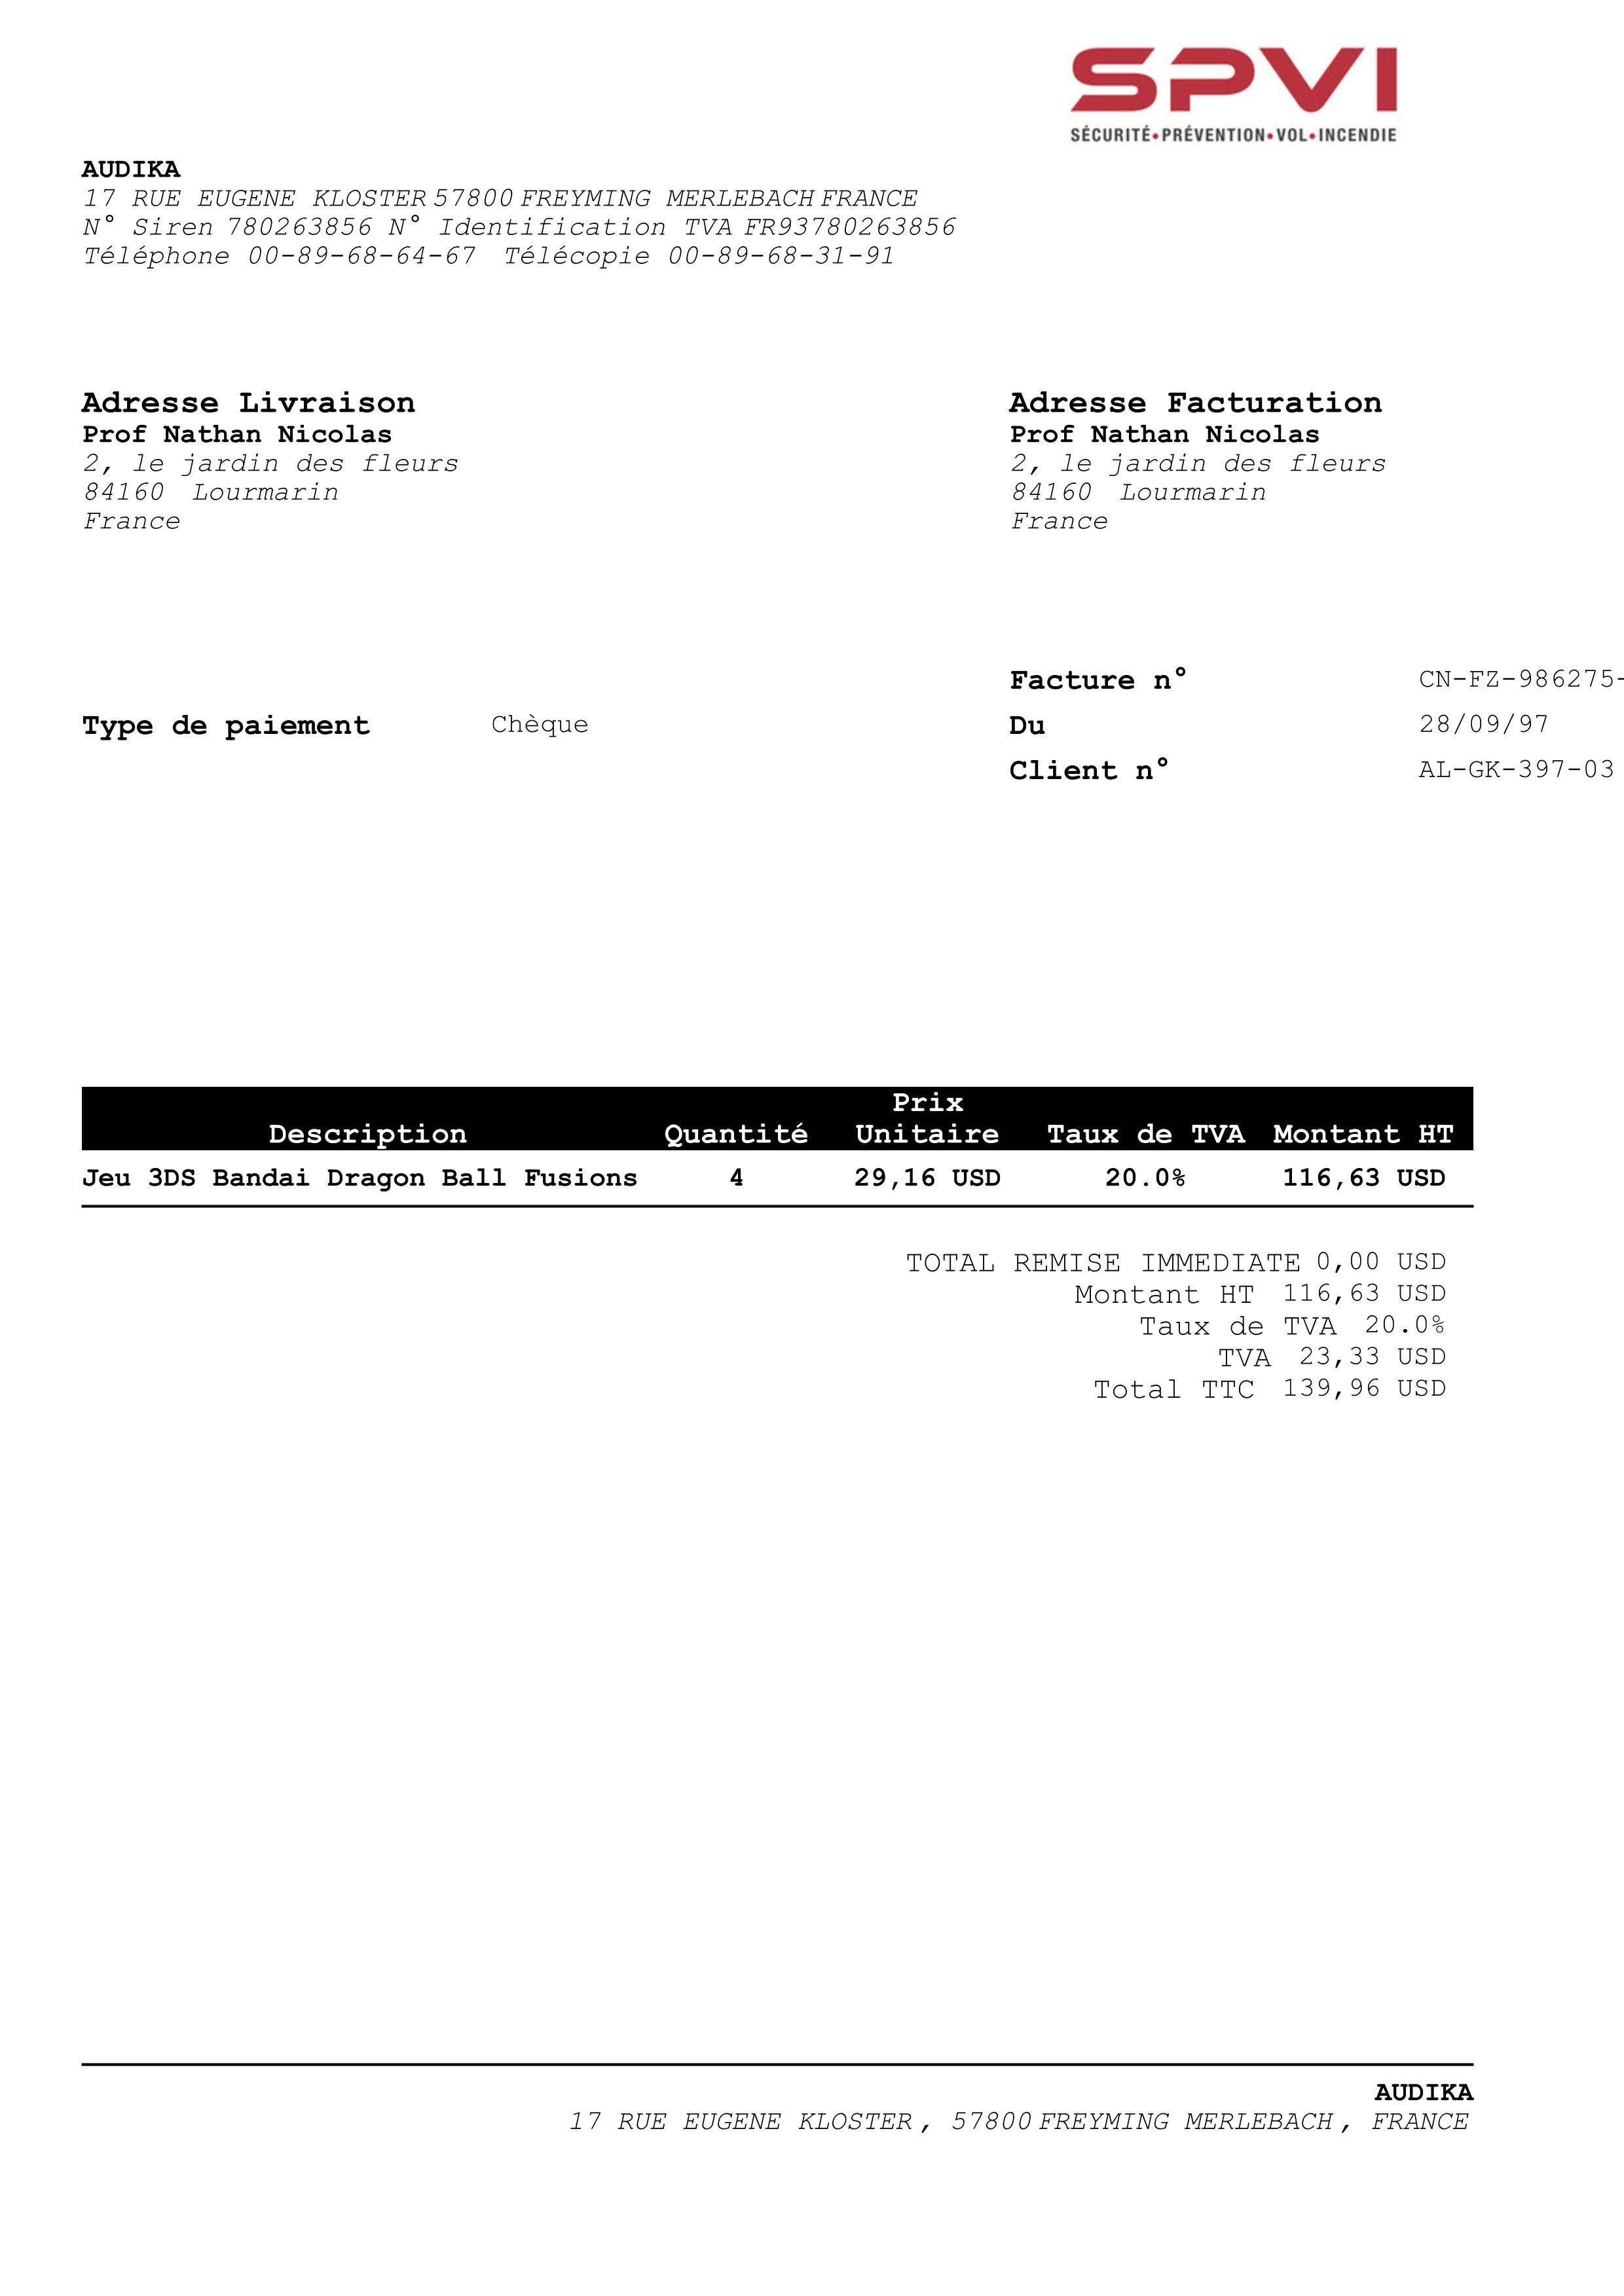 SPVI
SÉCURITÉ•PRÉVENTION•VOL•INCENDIE
AUDIKA
17 RUE EUGENE KLOSTER 57800 FREYMING MERLEBACH FRANCE
N° Siren 780263856 N° Identification TVA FR93780263856
Téléphone 00-89-68-64-67 Télécopie 00-89-68-31-91
Adresse Livraison
Prof Nathan Nicolas
2, le jardin des fleurs
84160 Lourmarin
France
Adresse Facturation
Prof Nathan Nicolas
2, le jardin des fleurs
84160 Lourmarin
France
Type de paiement Chèque
Facture n° CN-FZ-986275-
Du 28/09/97
Client n° AL-GK-397-03
Description Quantité Prix Unitaire Taux de TVA Montant HT
Jeu 3DS Bandai Dragon Ball Fusions 4 29,16 USD 20.0% 116,63 USD
TOTAL REMISE IMMEDIATE 0,00 USD
Montant HT 116,63 USD
Taux de TVA 20.0%
TVA 23,33 USD
Total TTC 139,96 USD
AUDIKA
17 RUE EUGENE KLOSTER, 57800 FREYMING MERLEBACH, FRANCE